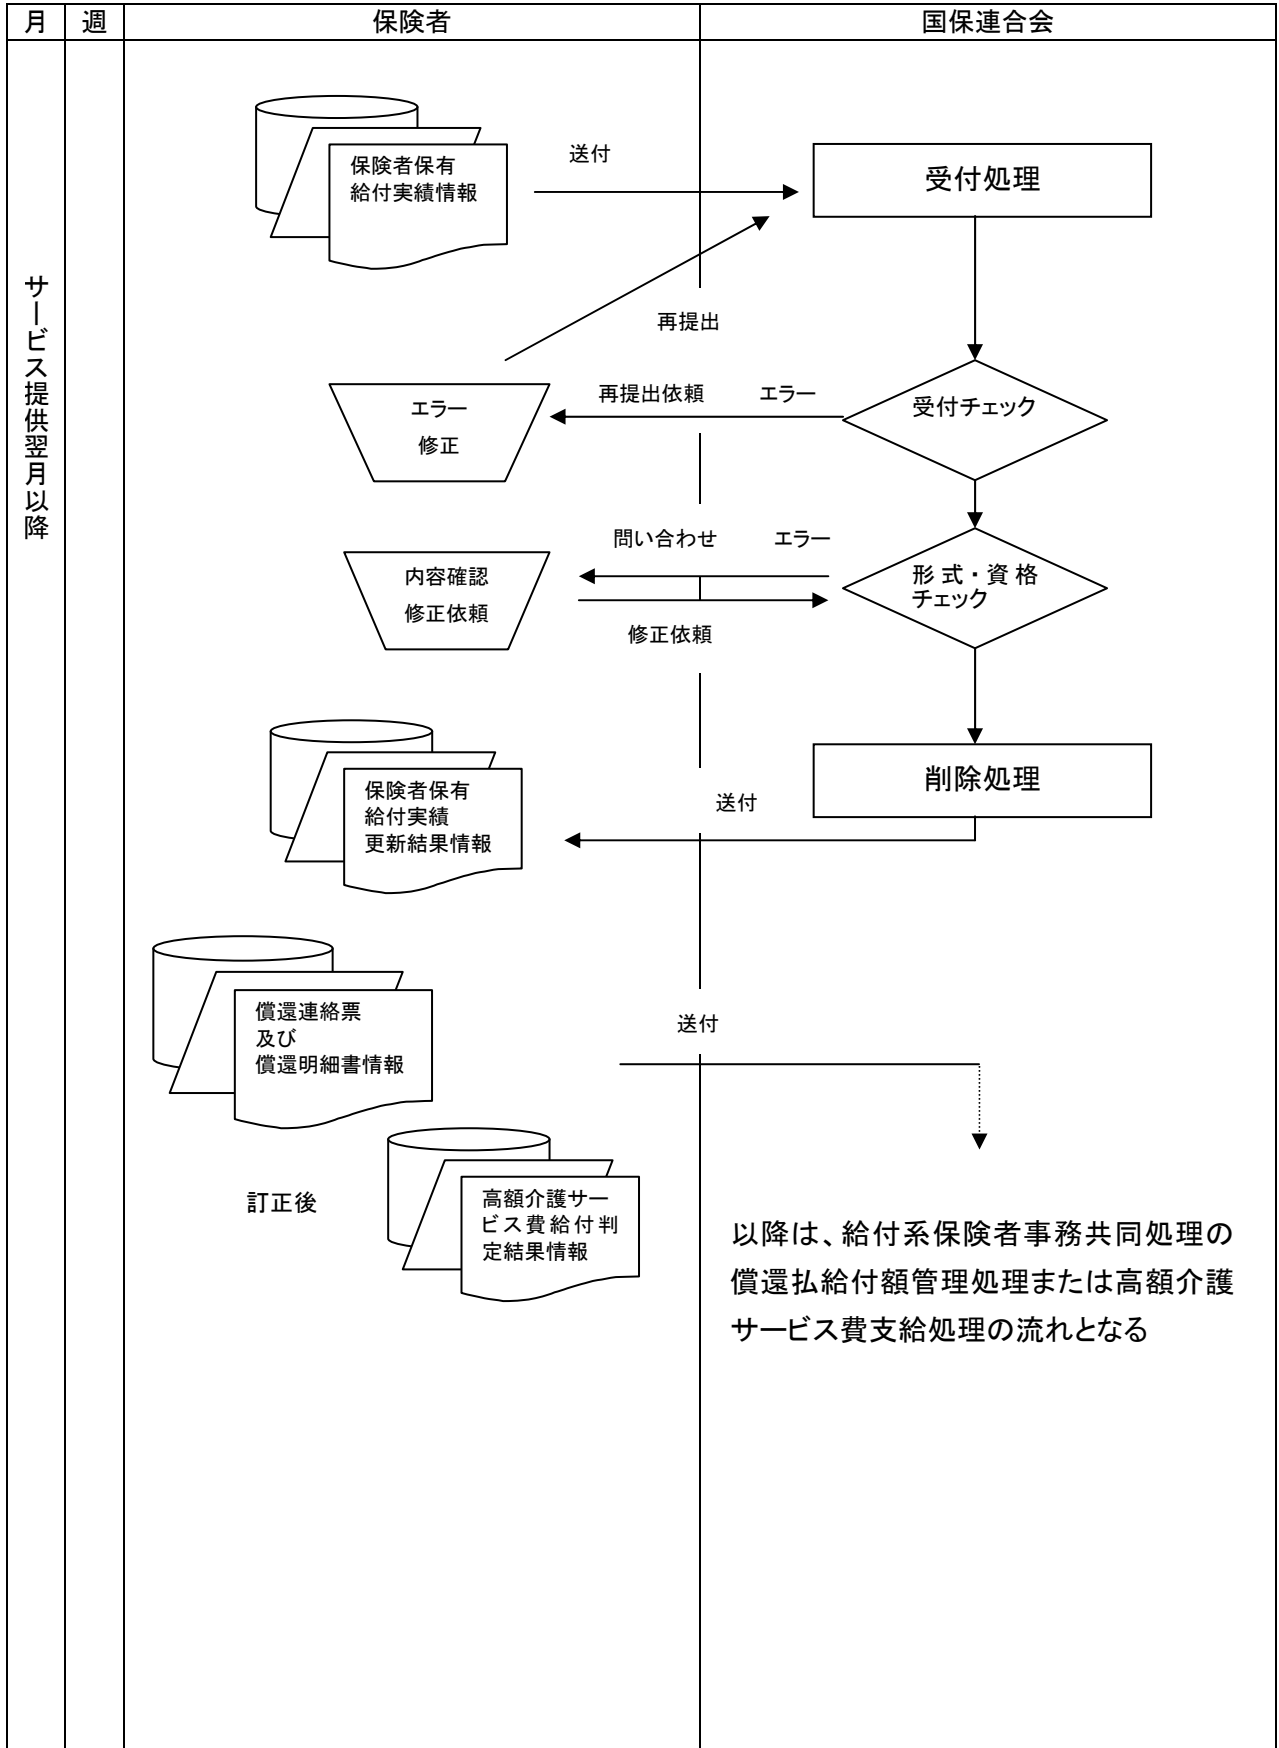 月 週 保険者 国保連合会
サービス提供翌月以降
保険者保有
給付実績情報
送付
受付処理
再提出
エラー
修正
再提出依頼 エラー
受付チェック
問い合わせ エラー
内容確認
修正依頼
形式・資格
チェック
修正依頼
保険者保有
給付実績
更新結果情報
送付
削除処理
償還連絡票
及び
償還明細書情報
送付
訂正後
高額介護サー
ビス費給付判
定結果情報
以降は、給付系保険者事務共同処理の
償還払給付額管理処理または高額介護
サービス費支給処理の流れとなる